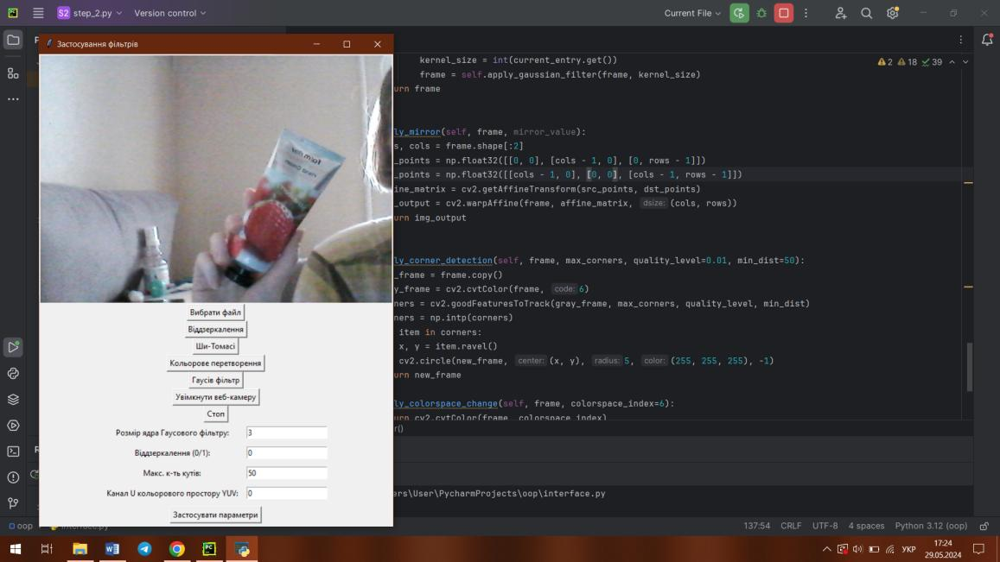 S2 step_2.py Version control Current File
Застосування фільтрів
Вибрати файл
Віддзеркалення
Ши-Томасі
Кольорове перетворення
Гаусів фільтр
Увімкнути веб-камеру
Стоп
Розмір ядра Гаусового фільтру: 3
Віддзеркалення (0/1): 0
Макс. к-ть кутів: 50
Канал U кольорового простору YUV: 0
Застосувати параметри
2 18 39
kernel_size = int(current_entry.get())
frame = self.apply_gaussian_filter(frame, kernel_size)
urn frame
ly_mirror(self, frame, mirror_value):
s, cols = frame.shape[:2]
_points = np.float32([[0, 0], [cols - 1, 0], [0, rows - 1]])
_points = np.float32([[cols - 1, 0], [0, 0], [cols - 1, rows - 1]])
ine_matrix = cv2.getAffineTransform(src_points, dst_points)
_output = cv2.warpAffine(frame, affine_matrix, dsize: (cols, rows))
urn img_output
ly_corner_detection(self, frame, max_corners, quality_level=0.01, min_dist=50):
_frame = frame.copy()
y_frame = cv2.cvtColor(frame, code: 6)
ners = cv2.goodFeaturesToTrack(gray_frame, max_corners, quality_level, min_dist)
ners = np.intp(corners)
item in corners:
x, y = item.ravel()
cv2.circle(new_frame, center: (x, y), radius: 5, color: (255, 255, 255), -1)
urn new_frame
ly_colorspace_change(self, frame, colorspace_index=6):
urn cv2.cvtColor(frame, colorspace_index)
r()
ers\User\PycharmProjects\oop\interface.py
oop interface.py 137:54 CRLF UTF-8 4 spaces Python 3.12 (oop)
УКР
17:24
29.05.2024